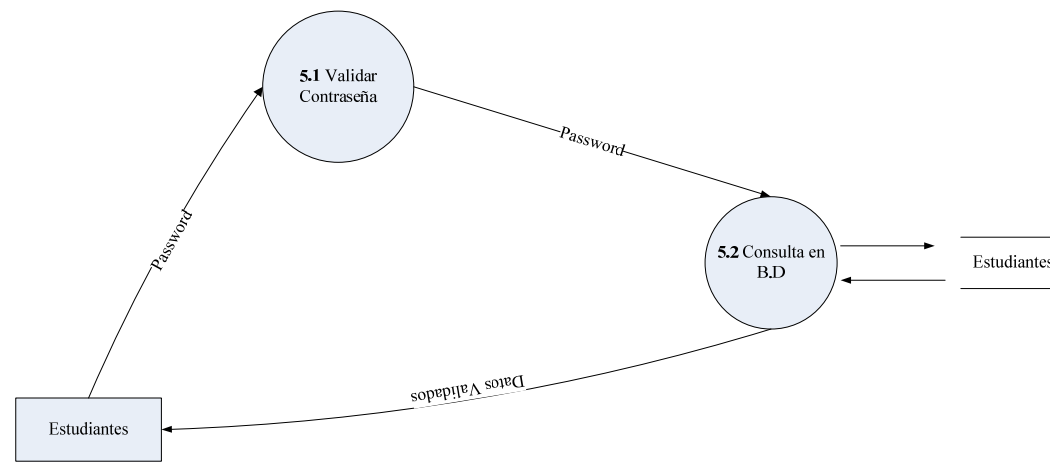 5.1 Validar
Contraseña
Password
Password
5.2 Consulta en
B.D
Estudiantes
Datos Validados
Estudiantes